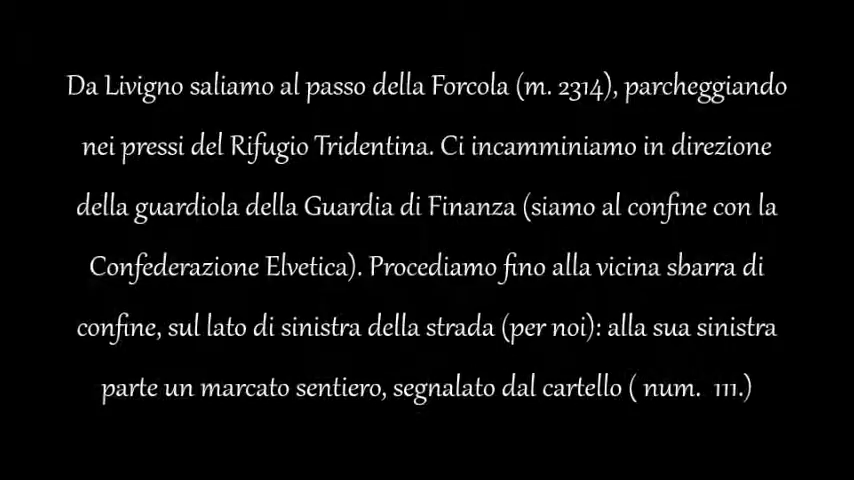 Da Livigno saliamo al passo della Forcola (m. 2314), parcheggiando
nei pressi del Rifugio Tridentina. Ci incamminiamo in direzione
della guardiola della Guardia di Finanza (siamo al confine con la
Confederazione Elvetica). Procediamo fino alla vicina sbarra di
confine, sul lato di sinistra della strada (per noi): alla sua sinistra
parte un marcato sentiero, segnalato dal cartello ( num. 111.)